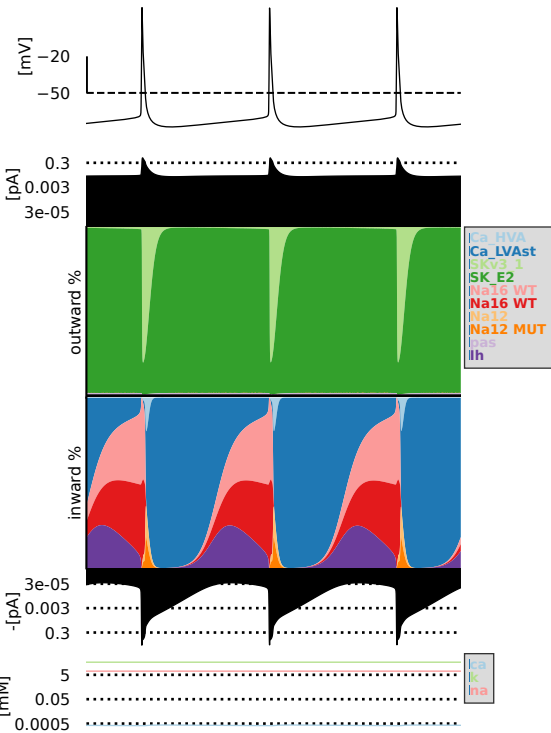 [mV]
−20
−50
[pA]
0.3
0.003
3e-05
outward %
Ca_HVA
Ca_LVAst
SKv3_1
SK_E2
Na16 WT
Na16 WT
Na12
Na12 MUT
pas
Ih
inward %
-[pA]
3e-05
0.003
0.3
[mM]
5
0.05
0.0005
ca
k
na